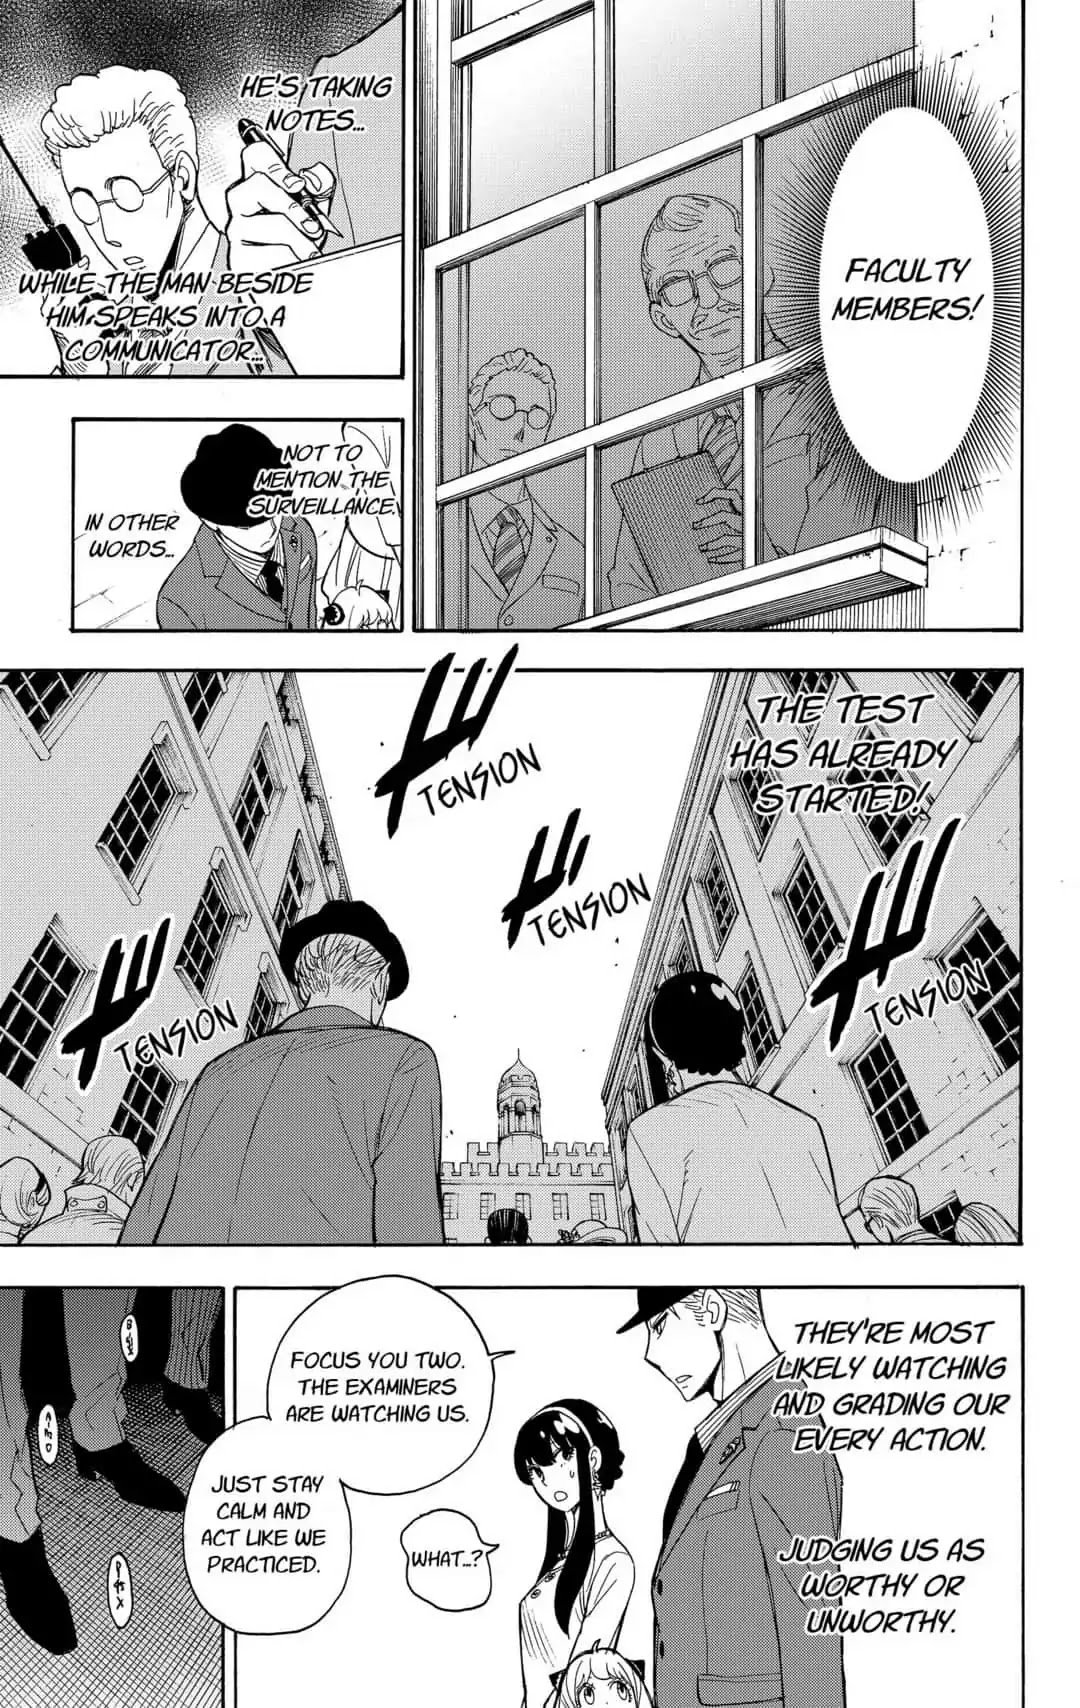 FACULTY
MEMBERS!
HE'S TAKING
NOTES...
WHILE THE MAN BESIDE
HIM SPEAKS INTO A
COMMUNICATOR...
NOT TO
MENTION THE
SURVEILLANCE.
IN OTHER
WORDS...
THE TEST
HAS ALREADY
STARTED!
TENSION
TENSION
TENSION
TENSION
THEY'RE MOST
LIKELY WATCHING
AND GRADING OUR
EVERY ACTION.
JUDGING US AS
WORTHY OR
UNWORTHY.
FOCUS YOU TWO.
THE EXAMINERS
ARE WATCHING US.
JUST STAY
CALM AND
ACT LIKE WE
PRACTICED.
WHAT...?